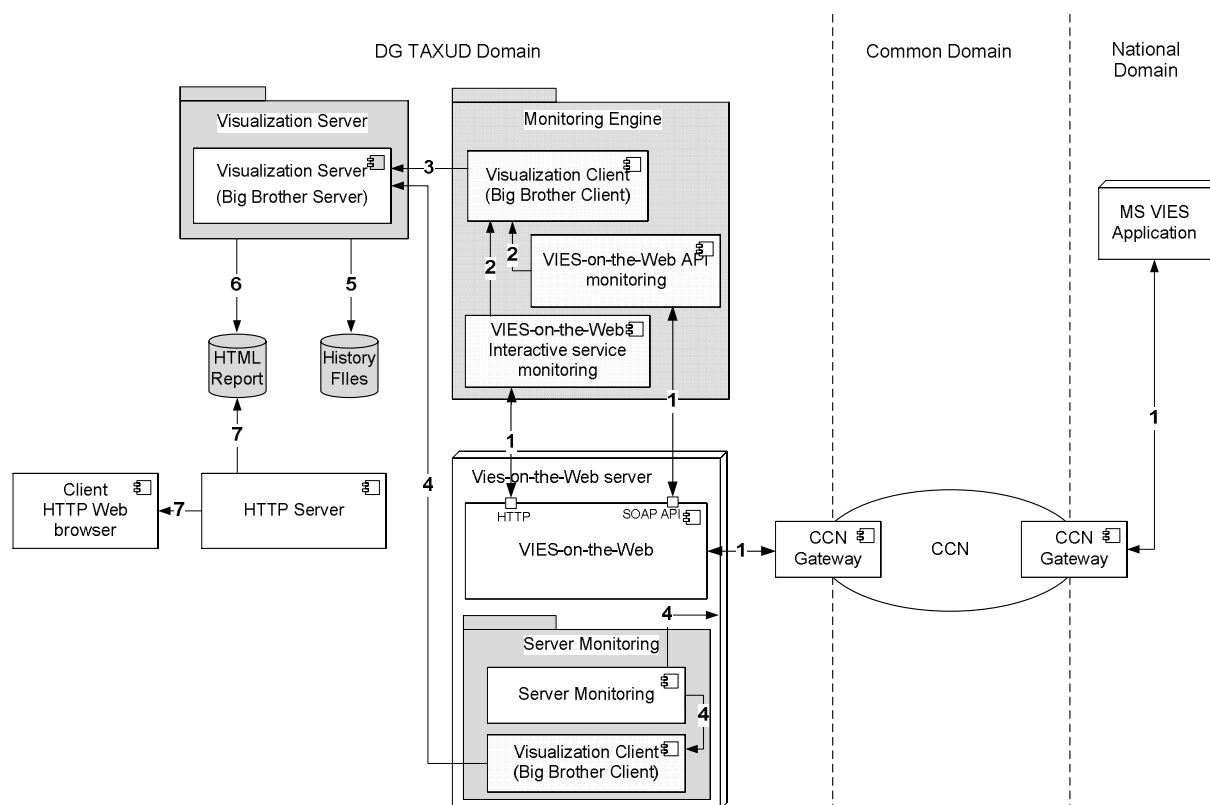 DG TAXUD Domain
Common Domain
National
Domain
Visualization Server
Visualization Server
(Big Brother Server)
Monitoring Engine
3
Visualization Client
(Big Brother Client)
2
2
VIES-on-the-Web API
monitoring
VIES-on-the-Web
Interactive service
monitoring
MS VIES
Application
6
5
HTML
Report
History
FIles
7
1
1
1
4
Client
HTTP Web
browser
7
HTTP Server
Vies-on-the-Web server
HTTP
SOAP API
VIES-on-the-Web
1
CCN
Gateway
CCN
CCN
Gateway
4
Server Monitoring
Server Monitoring
4
Visualization Client
(Big Brother Client)